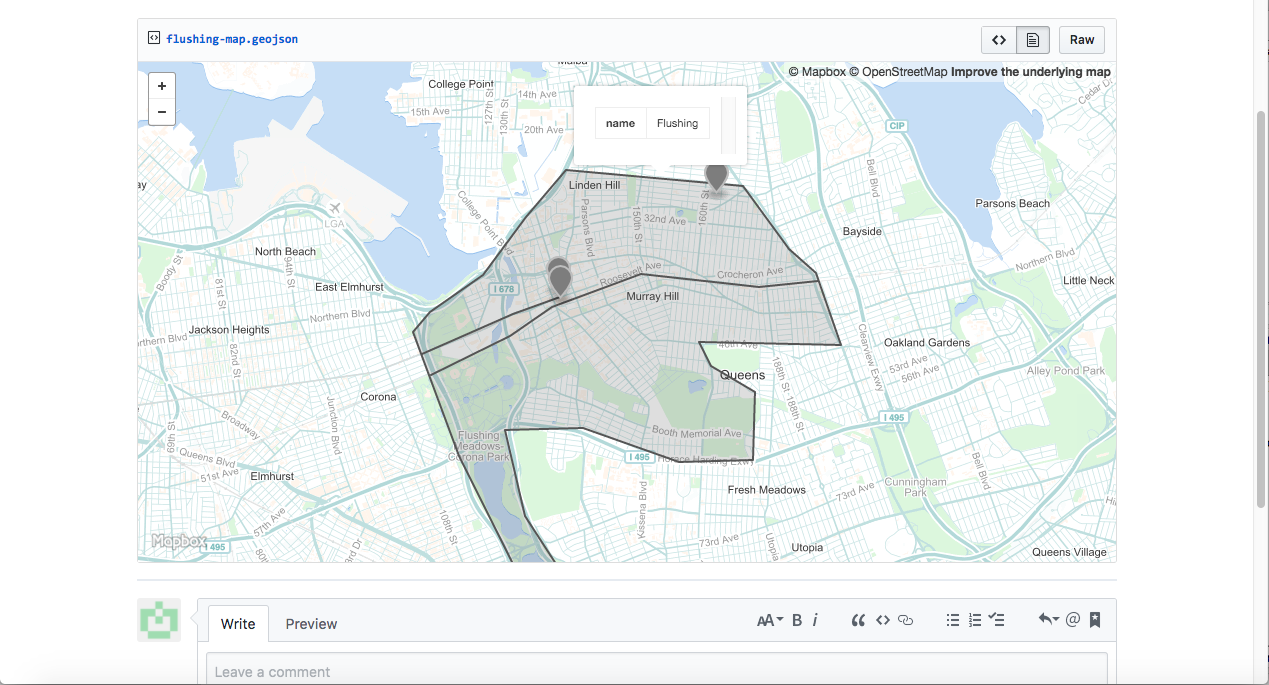 flushing-map.geojson
Raw
© Mapbox © OpenStreetMap Improve the underlying map
+
−
College Point
127th St
130th St
14th Ave
15th Ave
20th Ave
name Flushing
Cedar Dr
CIP
Bell Blvd
Linden Hill
Parsons Blvd
150th St
160th St
32nd Ave
Parsons Beach
LGA
College Point Blvd
Bayside
North Beach
94th St
Boody St
81st St
East Elmhurst
I 678
Roosevelt Ave
Crocheron Ave
Murray Hill
Northern Blvd
Little Neck
Northern Blvd
Jackson Heights
82nd St
46th Ave
Queens
188th St
188th St
Clearview Expy
Oakland Gardens
53rd Ave
56th Ave
Alley Pond Park
Corona
Junction Blvd
Broadway
69th St
I 495
Booth Memorial Ave
Flushing
Meadows-
Corona Park
I 495
Horace Harding Expy
Queens Blvd
51st Ave
Elmhurst
Bell Blvd
Fresh Meadows
73rd Ave
Cunningham
Park
Kissena Blvd
57th Ave
108th St
73rd Ave
Utopia
Utopia
Queens Village
Mapbox
I 495
Write
Preview
AA
B
i
@
Leave a comment